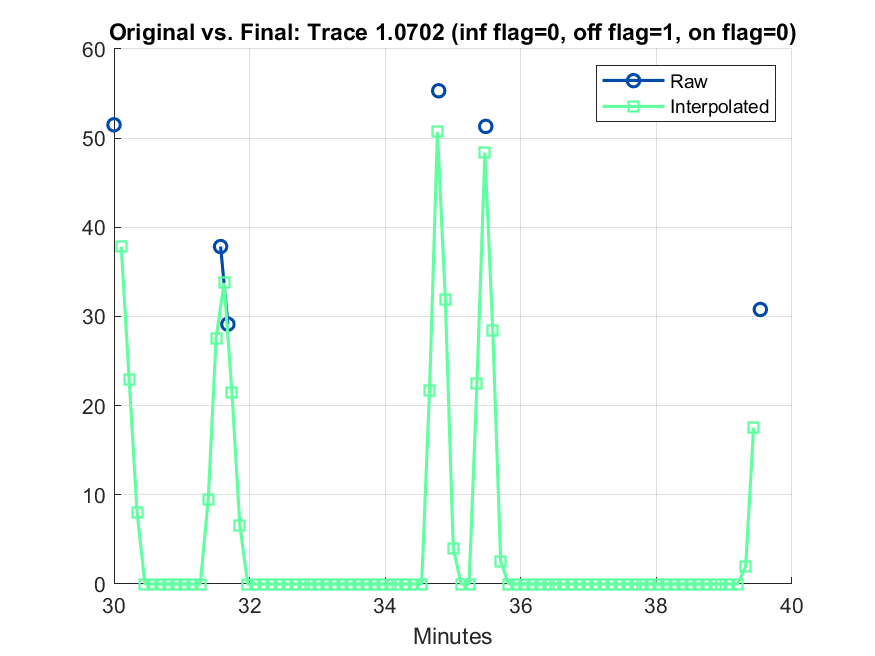 Original vs. Final: Trace 1.0702 (inf flag=0, off flag=1, on flag=0)
60
50
40
30
20
10
0
Raw
Interpolated
30 32 34 36 38 40
Minutes